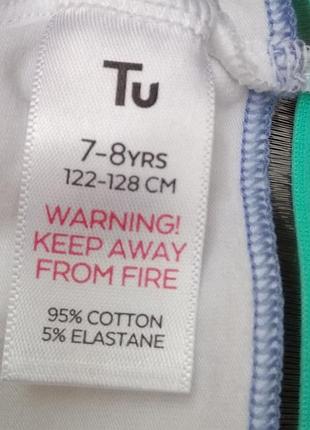 Tu
7-8YRS
122-128 CM
WARNING!
KEEP AWAY
FROM FIRE
95% COTTON
5% ELASTANE